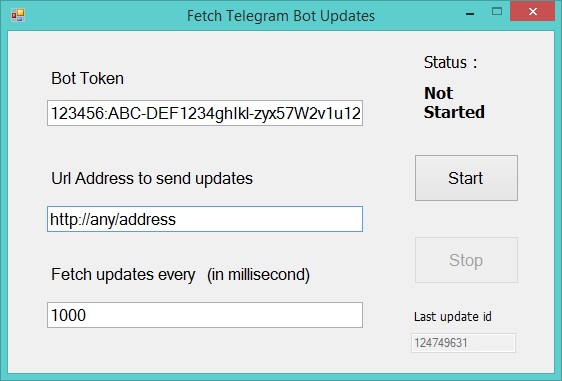 Fetch Telegram Bot Updates
Bot Token
123456:ABC-DEF1234ghIkl-zyx57W2v1u12
Url Address to send updates
http://any/address
Fetch updates every (in millisecond)
1000
Status :
Not
Started
Start
Stop
Last update id
124749631